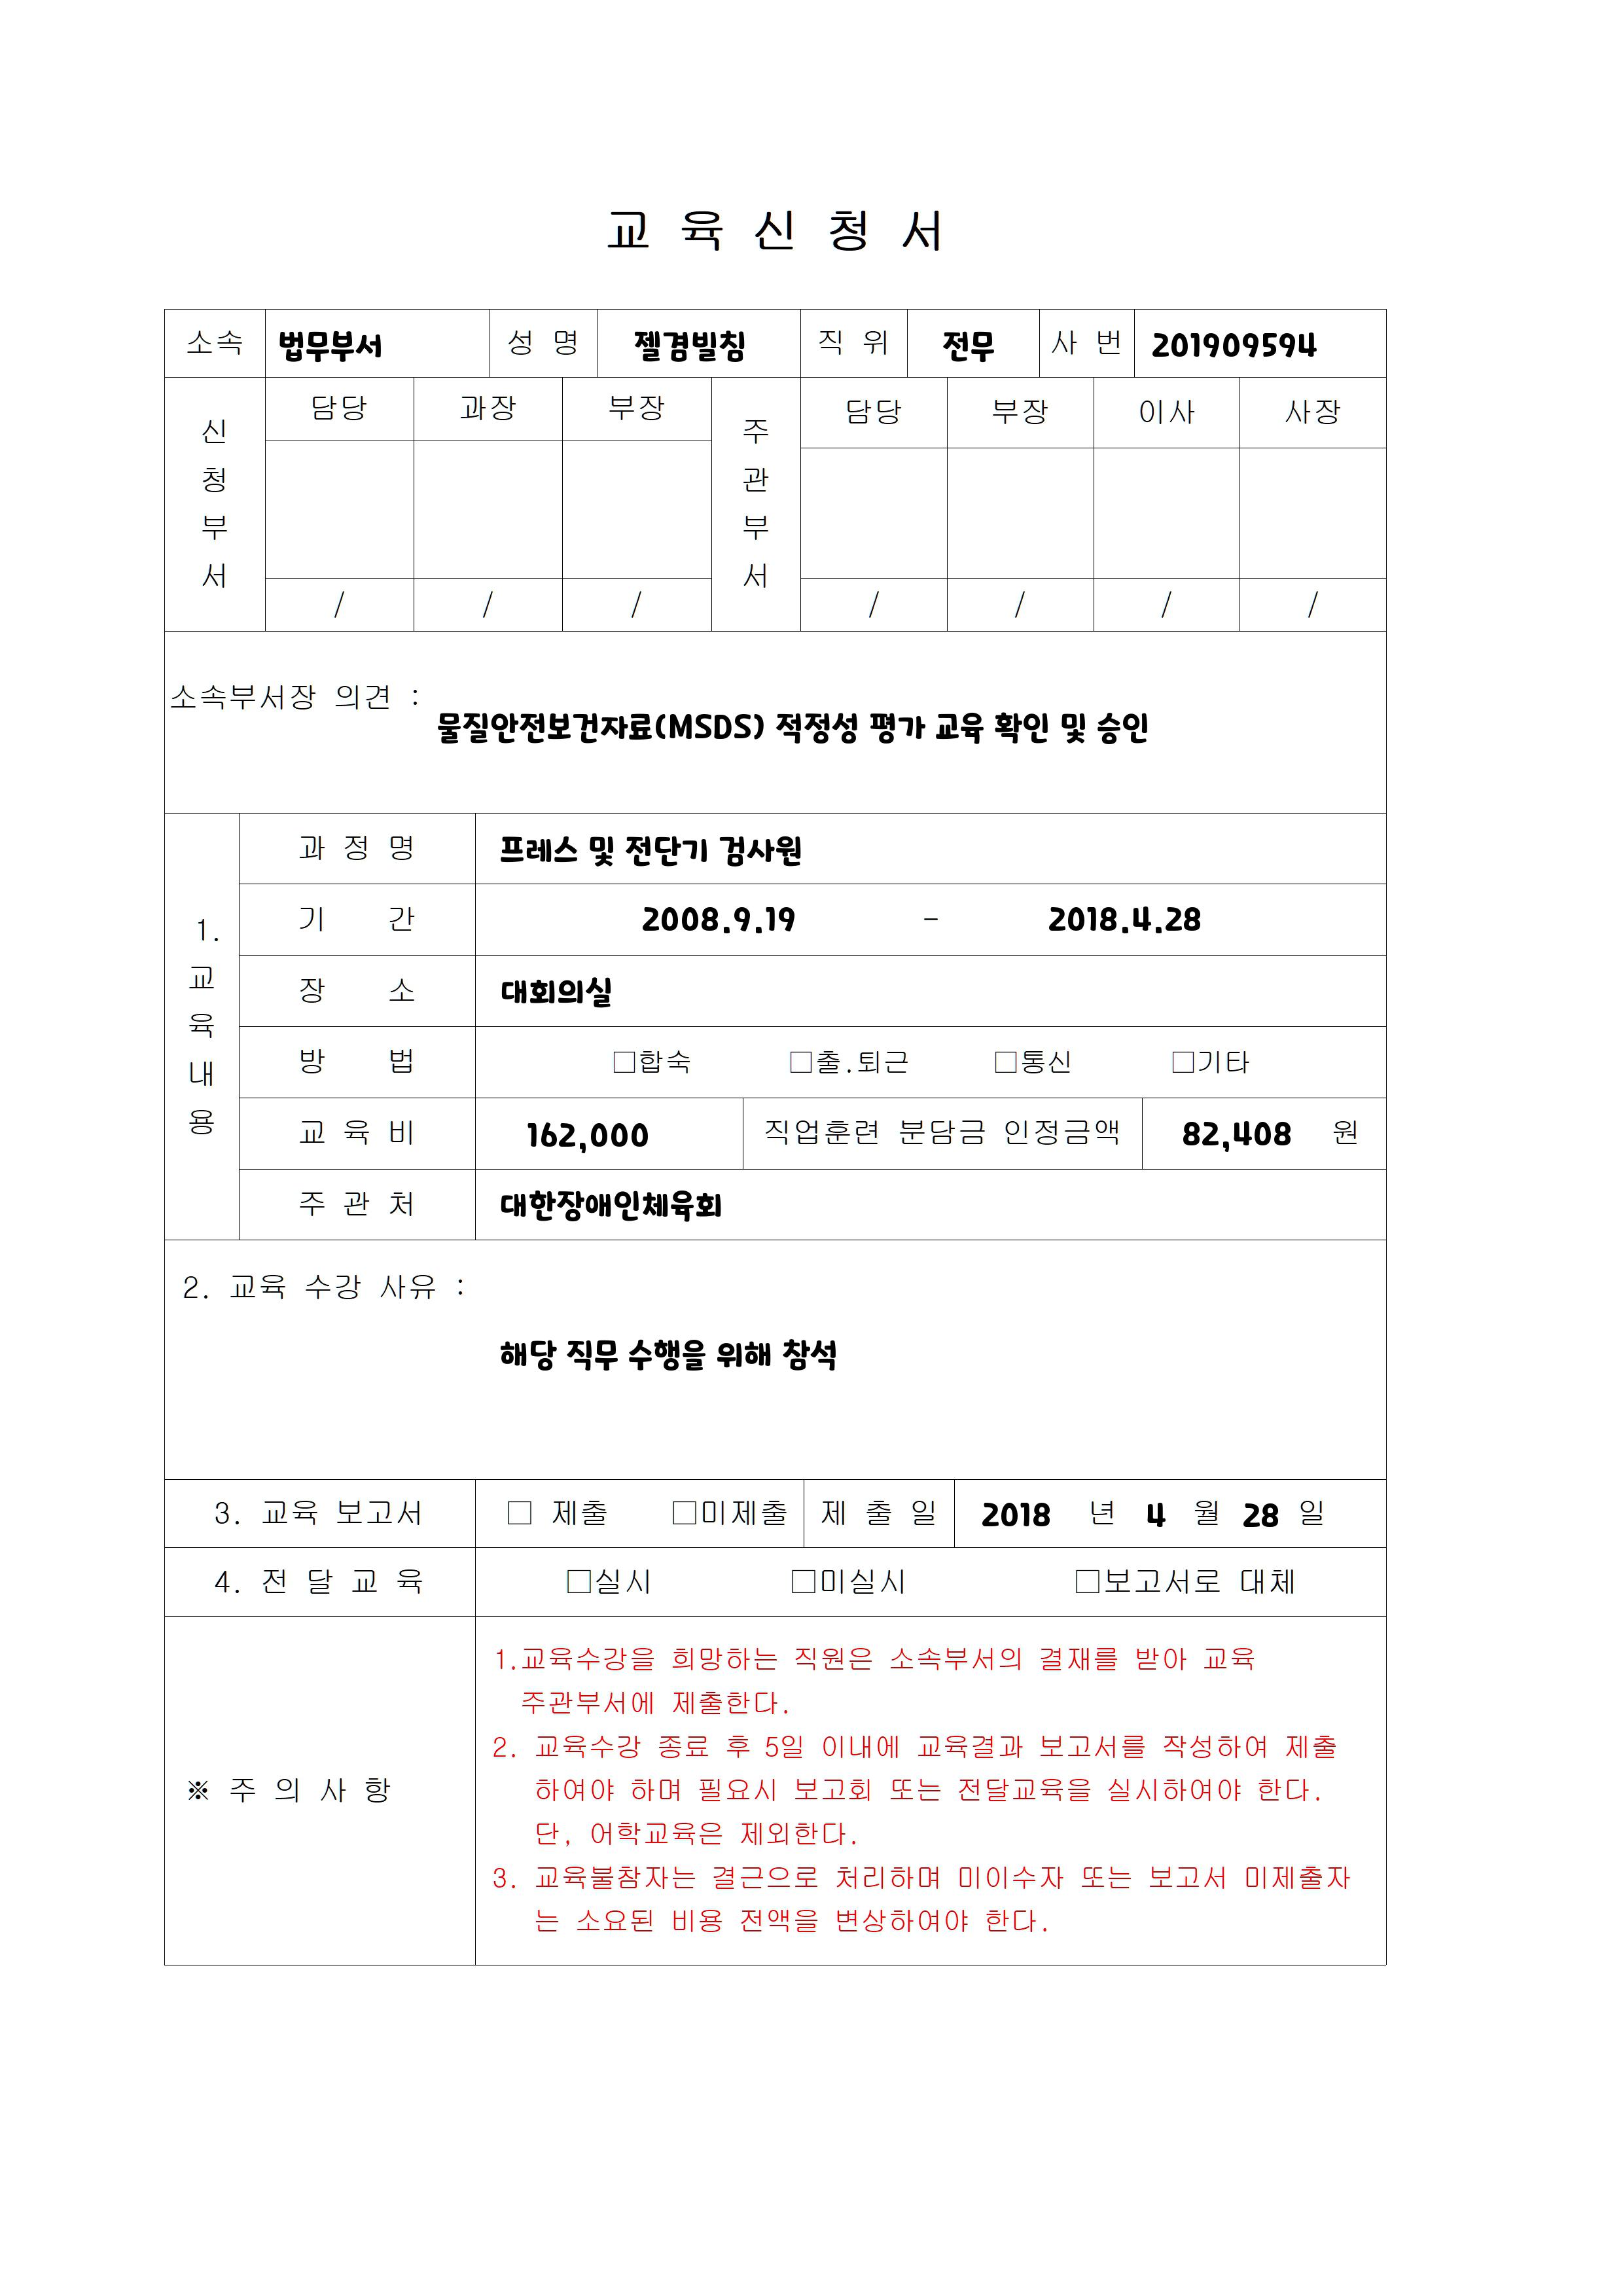 교 육 신 청 서
소속 법무부서 성 명 젤겸빌침 직 위 전무 사 번 201909594
신청부서 담당 과장 부장 주관부서 담당 부장 이사 사장
/ / / / / / /
소속부서장 의견 :
물질안전보건자료(MSDS) 적정성 평가 교육 확인 및 승인
1. 교육내용
과 정 명 프레스 및 전단기 검사원
기 간 2008.9.19 - 2018.4.28
장 소 대회의실
방 법 □합숙 □출.퇴근 □통신 □기타
교 육 비 162,000 직업훈련 분담금 인정금액 82,408 원
주 관 처 대한장애인체육회
2. 교육 수강 사유 :
해당 직무 수행을 위해 참석
3. 교육 보고서 □ 제출 □미제출 제 출 일 2018 년 4 월 28 일
4. 전 달 교 육 □실시 □미실시 □보고서로 대체
※ 주 의 사 항
1.교육수강을 희망하는 직원은 소속부서의 결재를 받아 교육
주관부서에 제출한다.
2. 교육수강 종료 후 5일 이내에 교육결과 보고서를 작성하여 제출
하여야 하며 필요시 보고회 또는 전달교육을 실시하여야 한다.
단, 어학교육은 제외한다.
3. 교육불참자는 결근으로 처리하며 미이수자 또는 보고서 미제출자
는 소요된 비용 전액을 변상하여야 한다.